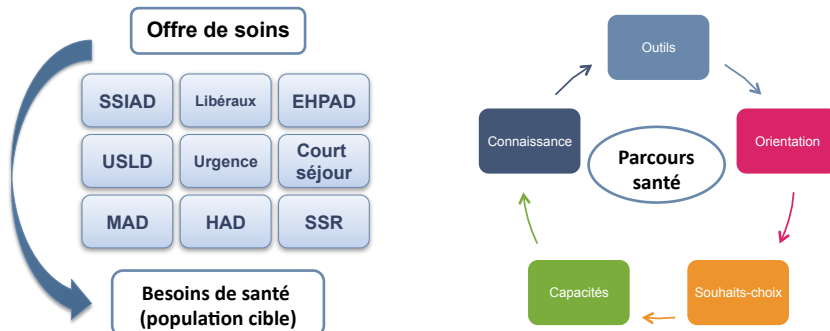 Offre de soins
SSIAD
Libéraux
EHPAD
USLD
Urgence
Court
séjour
MAD
HAD
SSR
Besoins de santé
(population cible)
Outils
Connaissance
Parcours
santé
Orientation
Capacités
Souhaits-choix